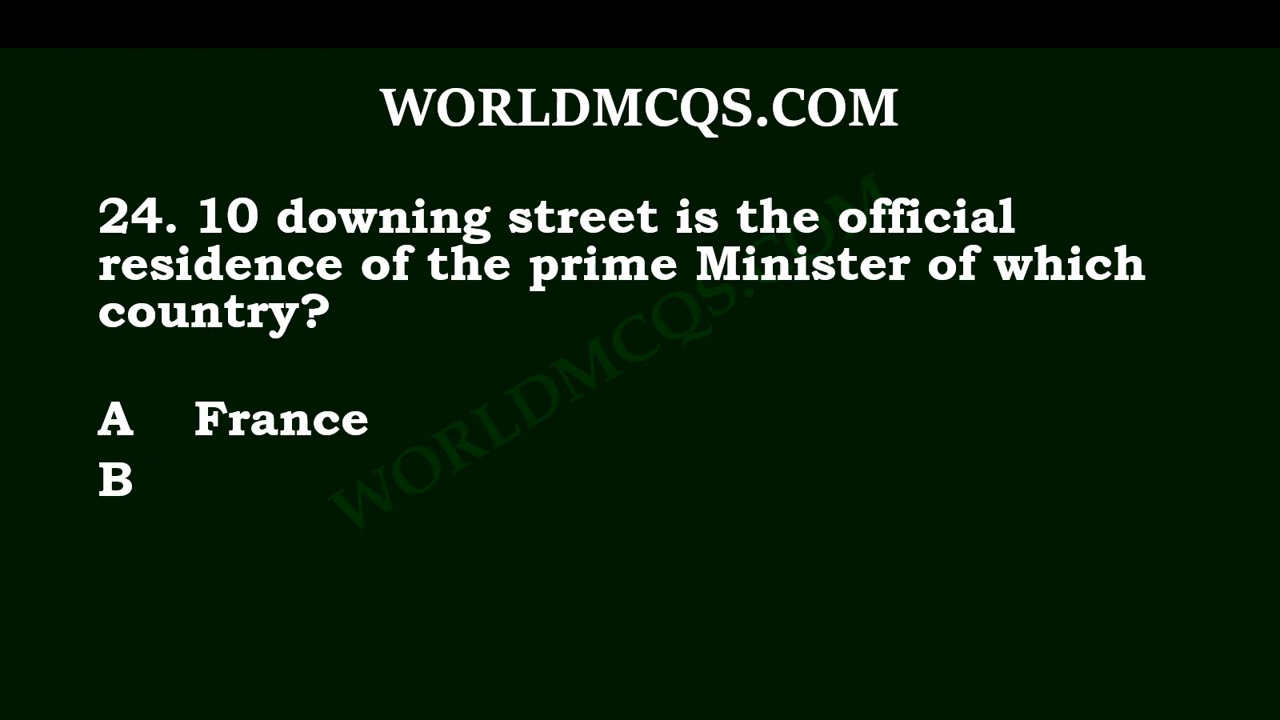 WORLDMCQS.COM
24. 10 downing street is the official
residence of the prime Minister of which
country?
A France
B
WORLDMCQS.COM